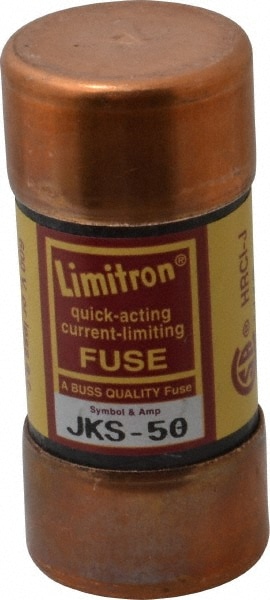 Limitron®
quick-acting
current-limiting
FUSE
A BUSS QUALITY Fuse
Symbol & Amp
JKS-50
® HRCI-J